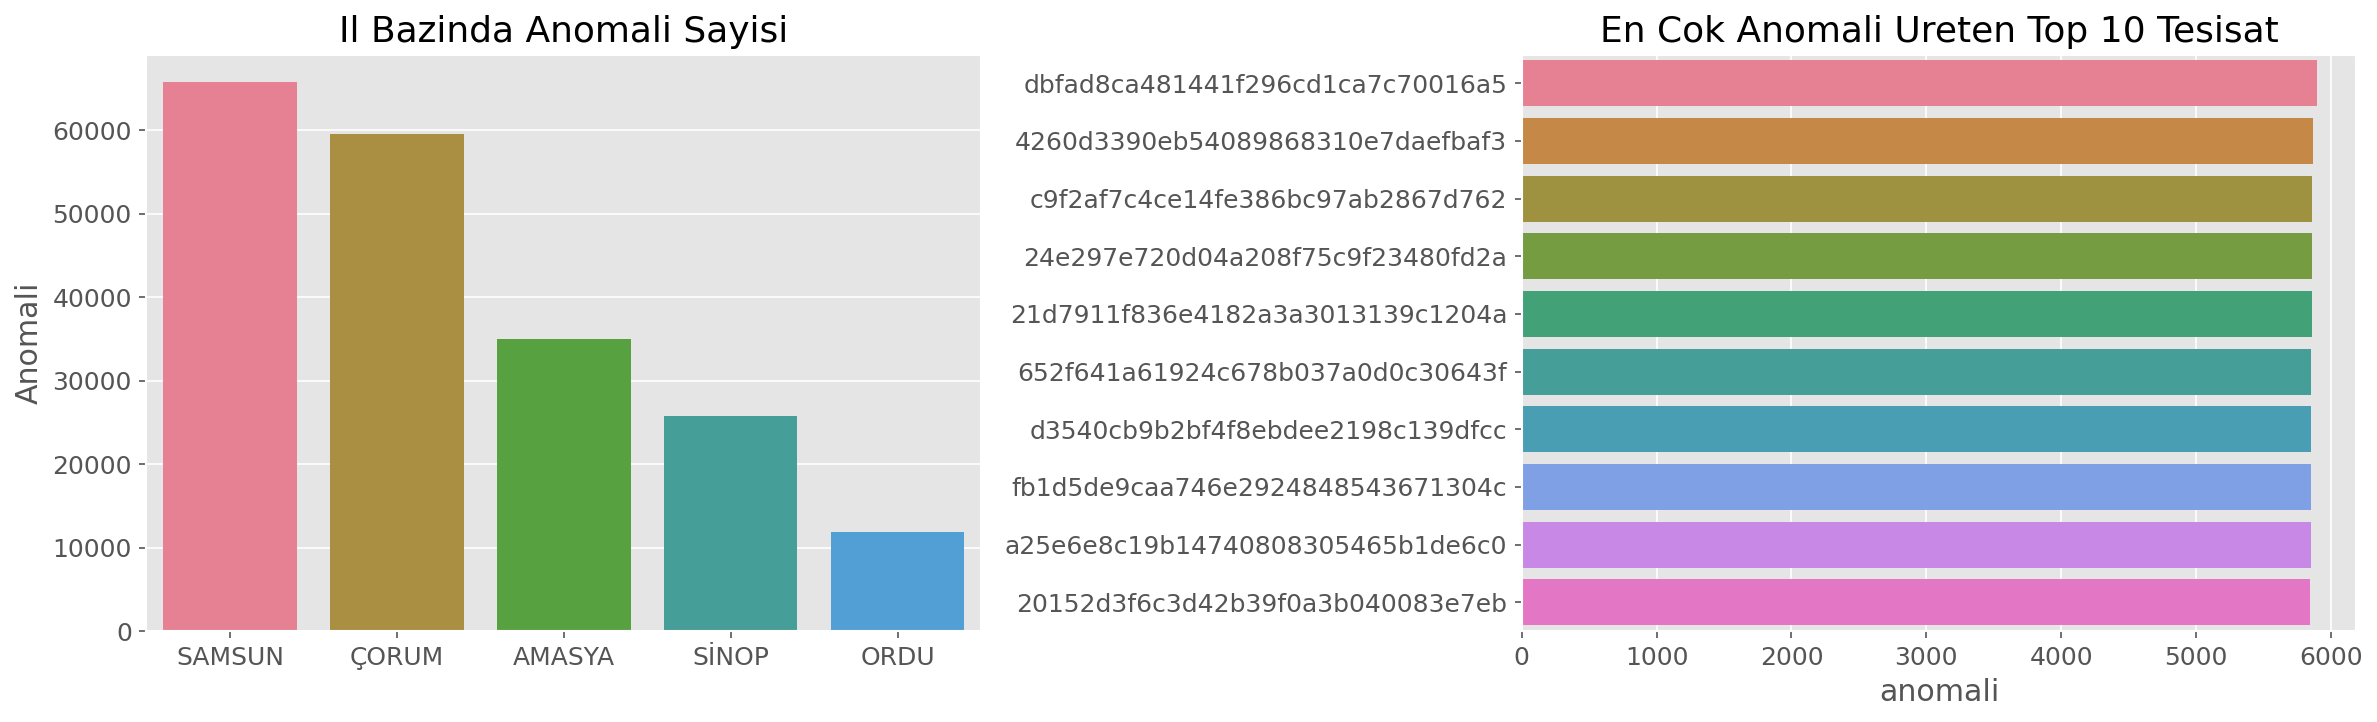 Il Bazinda Anomali Sayisi
Anomali
60000
50000
40000
30000
20000
10000
0
SAMSUN
ÇORUM
AMASYA
SİNOP
ORDU
En Cok Anomali Ureten Top 10 Tesisat
dbfad8ca481441f296cd1ca7c70016a5
4260d3390eb54089868310e7daefbaf3
c9f2af7c4ce14fe386bc97ab2867d762
24e297e720d04a208f75c9f23480fd2a
21d7911f836e4182a3a3013139c1204a
652f641a61924c678b037a0d0c30643f
d3540cb9b2bf4f8ebdee2198c139dfcc
fb1d5de9caa746e2924848543671304c
a25e6e8c19b14740808305465b1de6c0
20152d3f6c3d42b39f0a3b040083e7eb
0
1000
2000
3000
4000
5000
6000
anomali